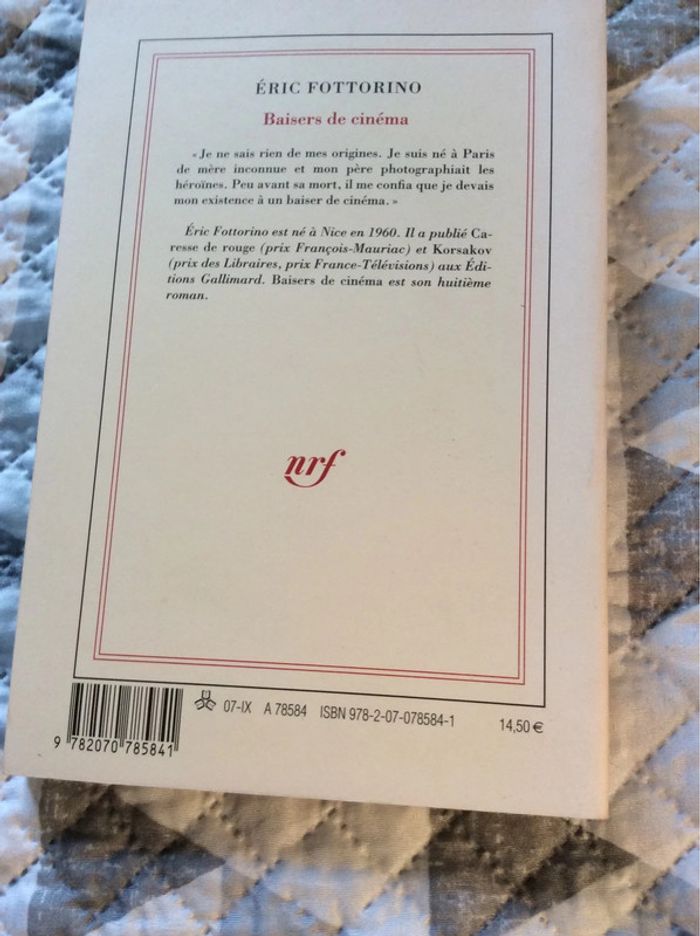 ÉRIC FOTTORINO
Baisers de cinéma
« Je ne sais rien de mes origines. Je suis né à Paris
de mère inconnue et mon père photographiait les
héroïnes. Peu avant sa mort, il me confia que je devais
mon existence à un baiser de cinéma. »
Éric Fottorino est né à Nice en 1960. Il a publié Ca-
resse de rouge (prix François-Mauriac) et Korsakov
(prix des Libraires, prix France-Télévisions) aux Édi-
tions Gallimard. Baisers de cinéma est son huitième
roman.
nrf
07-IX A 78584 ISBN 978-2-07-078584-1 14,50 €
9 782070 785841